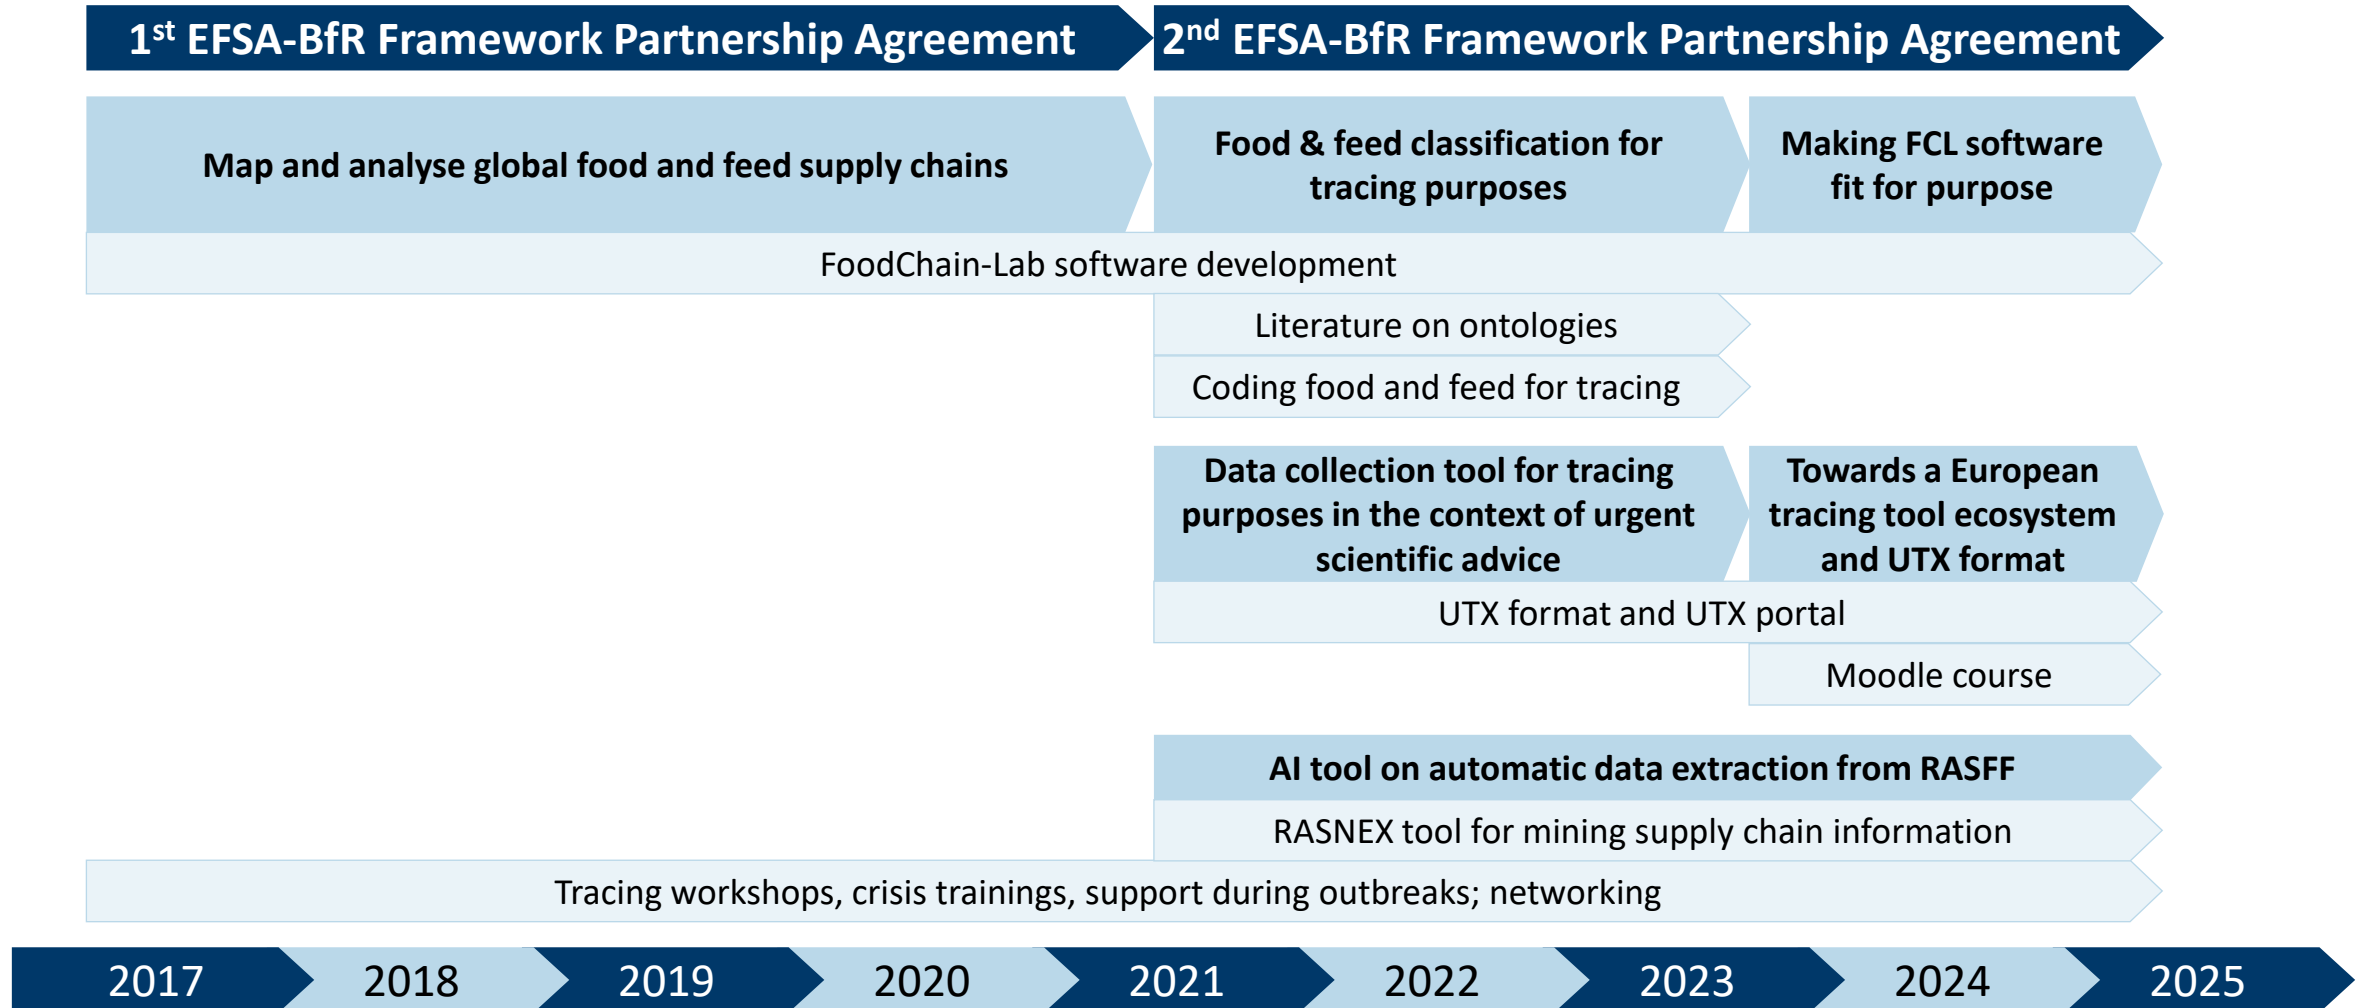 1st EFSA-BfR Framework Partnership Agreement
2nd EFSA-BfR Framework Partnership Agreement
Map and analyse global food and feed supply chains
Food & feed classification for
tracing purposes
Making FCL software
fit for purpose
FoodChain-Lab software development
Literature on ontologies
Coding food and feed for tracing
Data collection tool for tracing
purposes in the context of urgent
scientific advice
Towards a European
tracing tool ecosystem
and UTX format
UTX format and UTX portal
Moodle course
AI tool on automatic data extraction from RASFF
RASNEX tool for mining supply chain information
Tracing workshops, crisis trainings, support during outbreaks; networking
2017
2018
2019
2020
2021
2022
2023
2024
2025